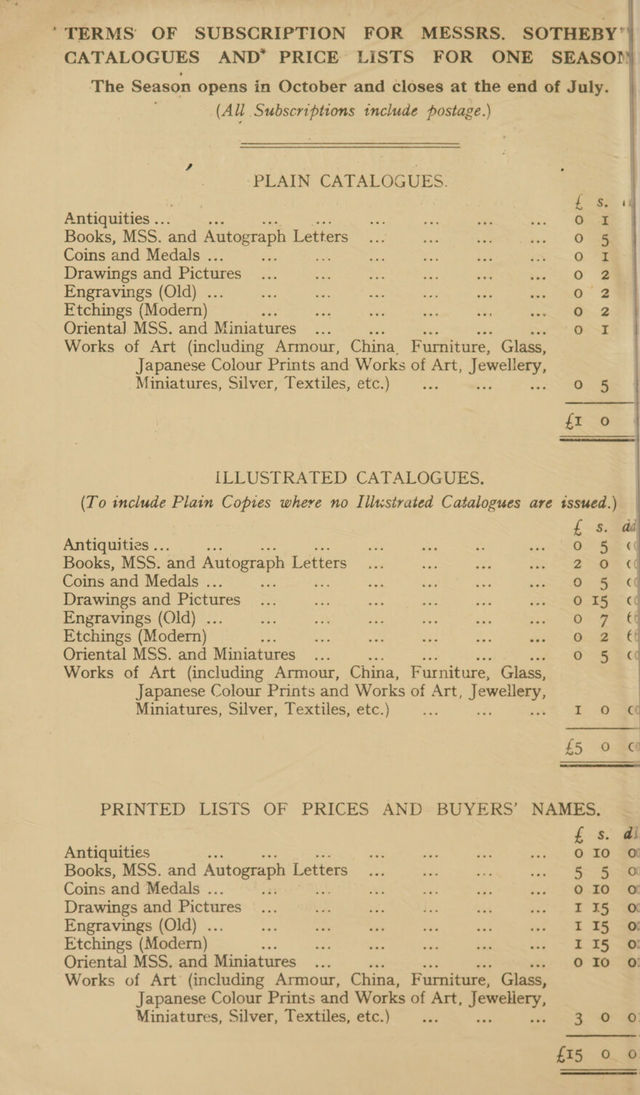 TERMS OF SUBSCRIPTION FOR MESSRS. SOTHEBY'
CATALOGUES AND PRICE LISTS FOR ONE SEASON
The Season opens in October and closes at the end of July.
(All Subscriptions include postage.)
PLAIN CATALOGUES.
£ s.
Antiquities ... ... ... ... ... ... ... ... 0 1
Books, MSS. and Autograph Letters ... ... ... ... 0 5
Coins and Medals ... ... ... ... ... ... ... 0 1
Drawings and Pictures ... ... ... ... ... ... 0 2
Engravings (Old) ... ... ... ... ... ... ... 0 2
Etchings (Modern) ... ... ... ... ... ... 0 2
Oriental MSS. and Miniatures ... ... ... ... ... 0 1
Works of Art (including Armour, China, Furniture, Glass,
Japanese Colour Prints and Works of Art, Jewellery,
Miniatures, Silver, Textiles, etc.) ... ... ... 0 5
£1 0
ILLUSTRATED CATALOGUES.
(To include Plain Copies where no Illustrated Catalogues are issued.)
£ s. d
Antiquities ... ... ... ... ... ... ... ... 0 5
Books, MSS. and Autograph Letters ... ... ... ... 2 0
Coins and Medals ... ... ... ... ... ... ... 0 5
Drawings and Pictures ... ... ... ... ... ... 0 15
Engravings (Old) ... ... ... ... ... ... ... 0 7
Etchings (Modern) ... ... ... ... ... ... 0 2
Oriental MSS. and Miniatures ... ... ... ... ... 0 5
Works of Art (including Armour, China, Furniture, Glass,
Japanese Colour Prints and Works of Art, Jewellery,
Miniatures, Silver, Textiles, etc.) ... ... ... 1 0
£5 0
PRINTED LISTS OF PRICES AND BUYERS' NAMES.
£ s. d
Antiquities ... ... ... ... ... ... ... 0 10 0
Books, MSS. and Autograph Letters ... ... ... ... 5 5 0
Coins and Medals ... ... ... ... ... ... ... 0 10 0
Drawings and Pictures ... ... ... ... ... ... 1 15 0
Engravings (Old) ... ... ... ... ... ... ... 1 15 0
Etchings (Modern) ... ... ... ... ... ... 1 15 0
Oriental MSS. and Miniatures ... ... ... ... ... 0 10 0
Works of Art (including Armour, China, Furniture, Glass,
Japanese Colour Prints and Works of Art, Jewellery,
Miniatures, Silver, Textiles, etc.) ... ... ... 3 0 0
£15 0 0